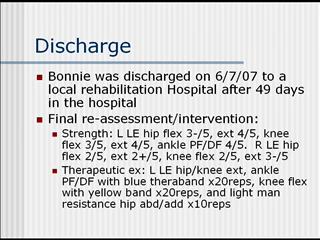 Discharge
Bonnie was discharged on 6/7/07 to a
local rehabilitation Hospital after 49 days
in the hospital
Final re-assessment/intervention:
Strength: L LE hip flex 3-/5, ext 4/5, knee
flex 3/5, ext 4/5, ankle PF/DF 4/5. R LE hip
flex 2/5, ext 2+/5, knee flex 2/5, ext 3-/5
Therapeutic ex: L LE hip/knee ext, ankle
PF/DF with blue theraband x20reps, knee flex
with yellow band x20reps, and light man
resistance hip abd/add x10reps